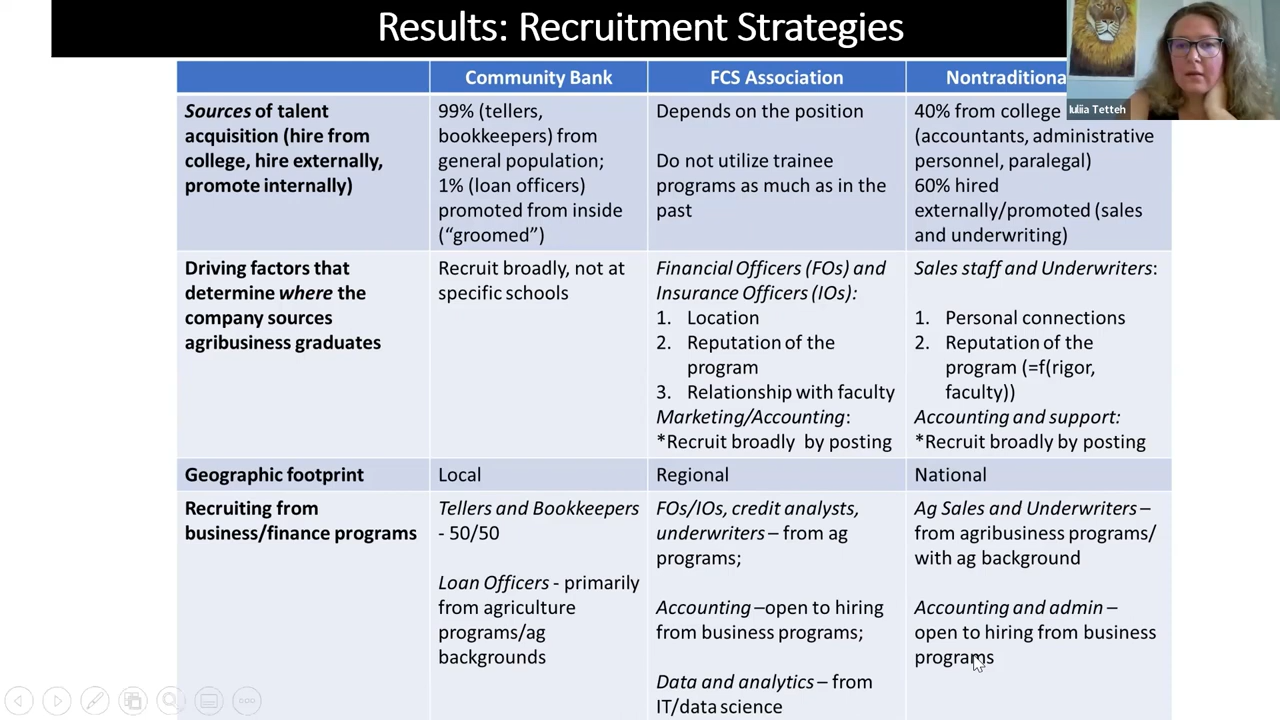 Results: Recruitment Strategies
Iuliia Tetteh
Community Bank
FCS Association
Nontraditiona
Sources of talent
acquisition (hire from
college, hire externally,
promote internally)
99% (tellers,
bookkeepers) from
general population;
1% (loan officers)
promoted from inside
(“groomed”)
Depends on the position
Do not utilize trainee
programs as much as in the
past
40% from college
(accountants, administrative
personnel, paralegal)
60% hired
externally/promoted (sales
and underwriting)
Driving factors that
determine where the
company sources
agribusiness graduates
Recruit broadly, not at
specific schools
Financial Officers (FOs) and
Insurance Officers (IOs):
1. Location
2. Reputation of the
program
3. Relationship with faculty
Marketing/Accounting:
*Recruit broadly by posting
Sales staff and Underwriters:
1. Personal connections
2. Reputation of the
program (=f(rigor,
faculty))
Accounting and support:
*Recruit broadly by posting
Geographic footprint
Local
Regional
National
Recruiting from
business/finance programs
Tellers and Bookkeepers
- 50/50
Loan Officers - primarily
from agriculture
programs/ag
backgrounds
FOs/IOs, credit analysts,
underwriters – from ag
programs;
Accounting –open to hiring
from business programs;
Data and analytics – from
IT/data science
Ag Sales and Underwriters –
from agribusiness programs/
with ag background
Accounting and admin –
open to hiring from business
programs